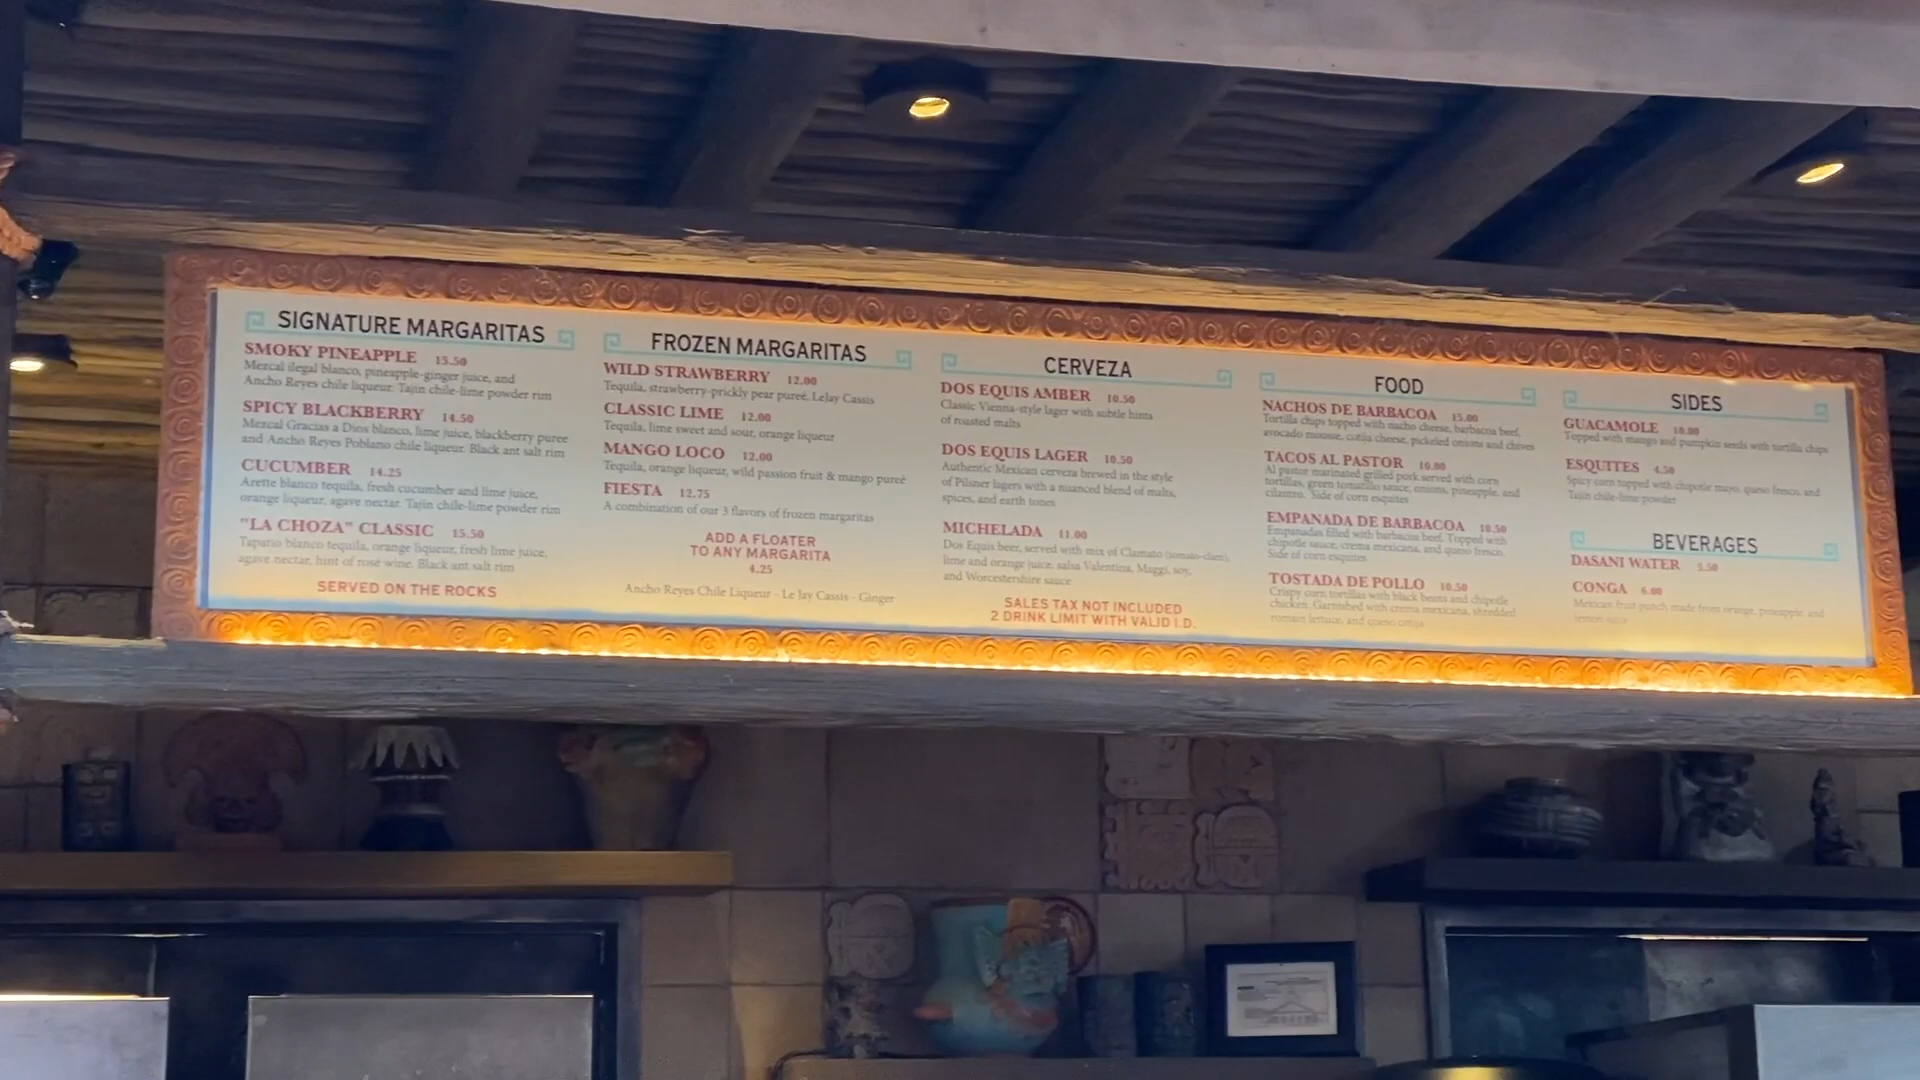 SIGNATURE MARGARITAS
SMOKY PINEAPPLE 13.50
Mezcal ilegal blanco, pineapple-ginger juice, and
Ancho Reyes chile liqueur. Tajin chile-lime powder rim
SPICY BLACKBERRY 14.50
Mezcal Gracias a Dios blanco, lime juice, blackberry puree
and Ancho Reyes Poblano chile liqueur. Black ant salt rim
CUCUMBER 14.25
Arette blanco tequila, fresh cucumber and lime juice,
orange liqueur, agave nectar. Tajin chile-lime powder rim
"LA CHOZA" CLASSIC 15.50
Tapatio blanco tequila, orange liqueur, fresh lime juice,
agave nectar, hint of rosé wine. Black ant salt rim
SERVED ON THE ROCKS
FROZEN MARGARITAS
WILD STRAWBERRY 12.00
Tequila, strawberry-prickly pear pureé, LeJay Cassis
CLASSIC LIME 12.00
Tequila, lime sweet and sour, orange liqueur
MANGO LOCO 12.00
Tequila, orange liqueur, wild passion fruit & mango pureé
FIESTA 12.75
A combination of our 3 flavors of frozen margaritas
ADD A FLOATER
TO ANY MARGARITA
4.25
Ancho Reyes Chile Liqueur - Le Jay Cassis - Ginger
CERVEZA
DOS EQUIS AMBER 10.50
Classic Vienna-style lager with subtle hints
of roasted malts
DOS EQUIS LAGER 10.50
Authentic Mexican cerveza brewed in the style
of Pilsner lagers with a nuanced blend of malts,
spices, and earth tones
MICHELADA 11.00
Dos Equis beer, served with mix of Clamato (tomato-clam),
lime and orange juice, salsa Valentina, Maggi, soy,
and Worcestershire sauce
SALES TAX NOT INCLUDED
2 DRINK LIMIT WITH VALID I.D.
FOOD
NACHOS DE BARBACOA 15.00
Tortilla chips topped with nacho cheese, barbacoa beef,
avocado mousse, cotija cheese, pickeled onions and chives
TACOS AL PASTOR 10.00
Al pastor marinated grilled pork served with corn
tortillas, green tomatillo sauce, onions, pineapple, and
cilantro. Side of corn esquites
EMPANADA DE BARBACOA 10.50
Empanadas filled with barbacoa beef. Topped with
chipotle sauce, crema mexicana, and queso fresco.
Side of corn esquites
TOSTADA DE POLLO 10.50
Crispy corn tortillas with black beans and chipotle
chicken. Garnished with crema mexicana, shredded
romain lettuce, and queso cotija
SIDES
GUACAMOLE 10.00
Topped with mango and pumpkin seeds with tortilla chips
ESQUITES 4.50
Spicy corn topped with chipotle mayo, queso fresco, and
Tajin chile-lime powder
BEVERAGES
DASANI WATER 3.50
CONGA 6.00
Mexican fruit punch made from orange, pineapple, and
lemon juice